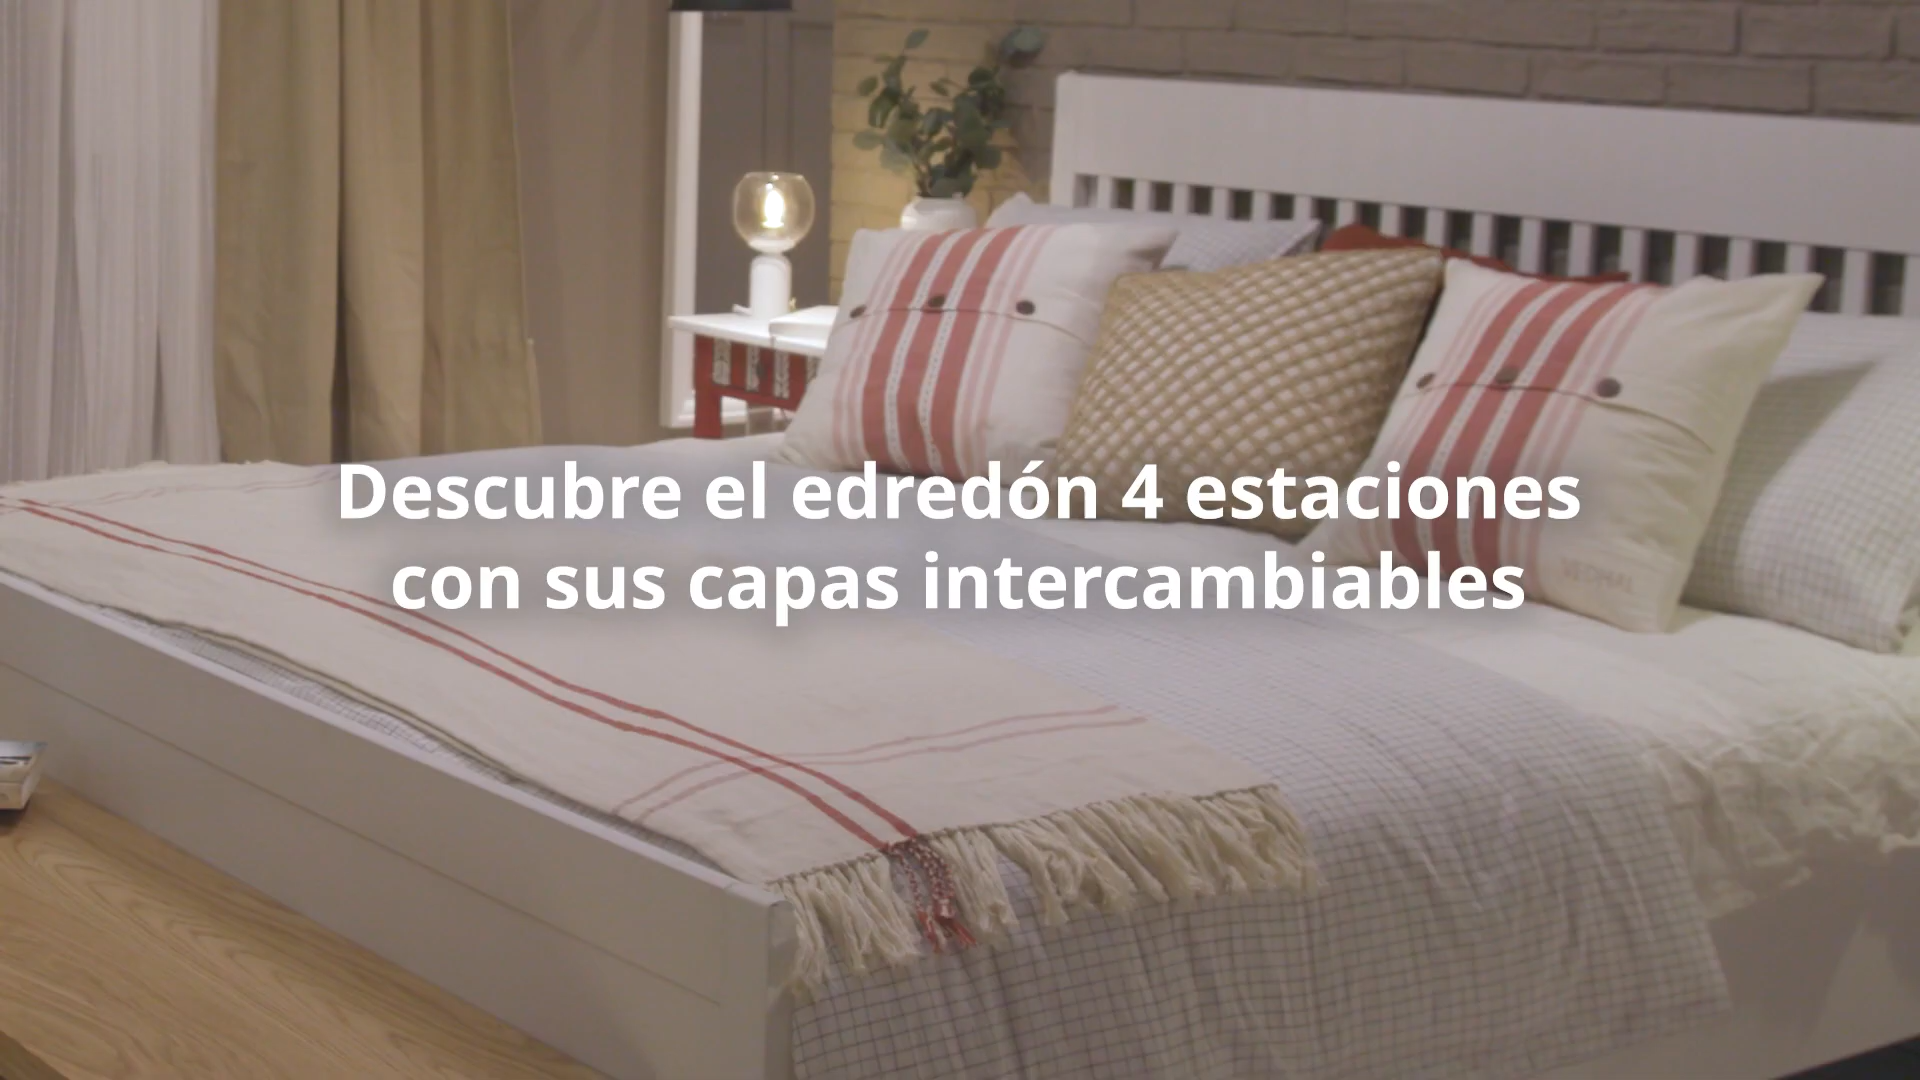 Descubre el edredón 4 estaciones
con sus capas intercambiables